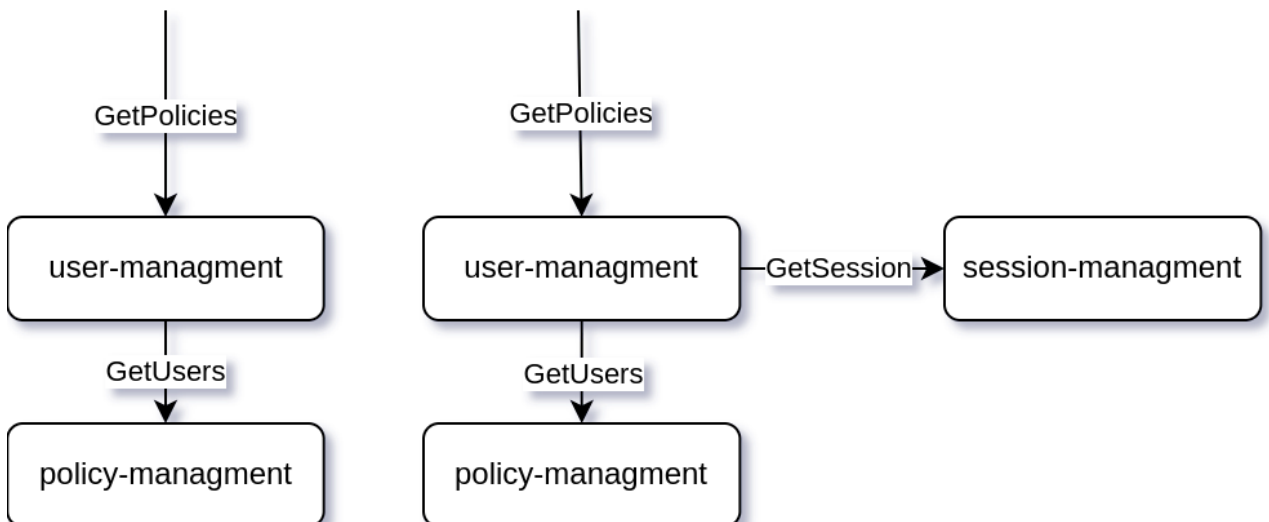 GetPolicies
GetPolicies
user-managment
user-managment
GetSession
session-managment
GetUsers
GetUsers
policy-managment
policy-managment